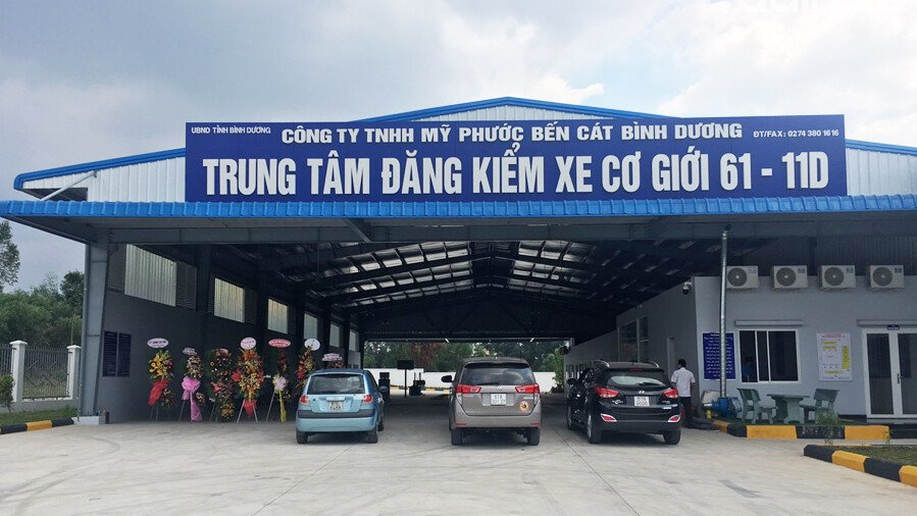 UBND TỈNH BÌNH DƯƠNG
CÔNG TY TNHH MỸ PHƯỚC BẾN CÁT BÌNH DƯƠNG
ĐT/FAX: 0274 380 1616
TRUNG TÂM ĐĂNG KIỂM XE CƠ GIỚI 61 - 11D